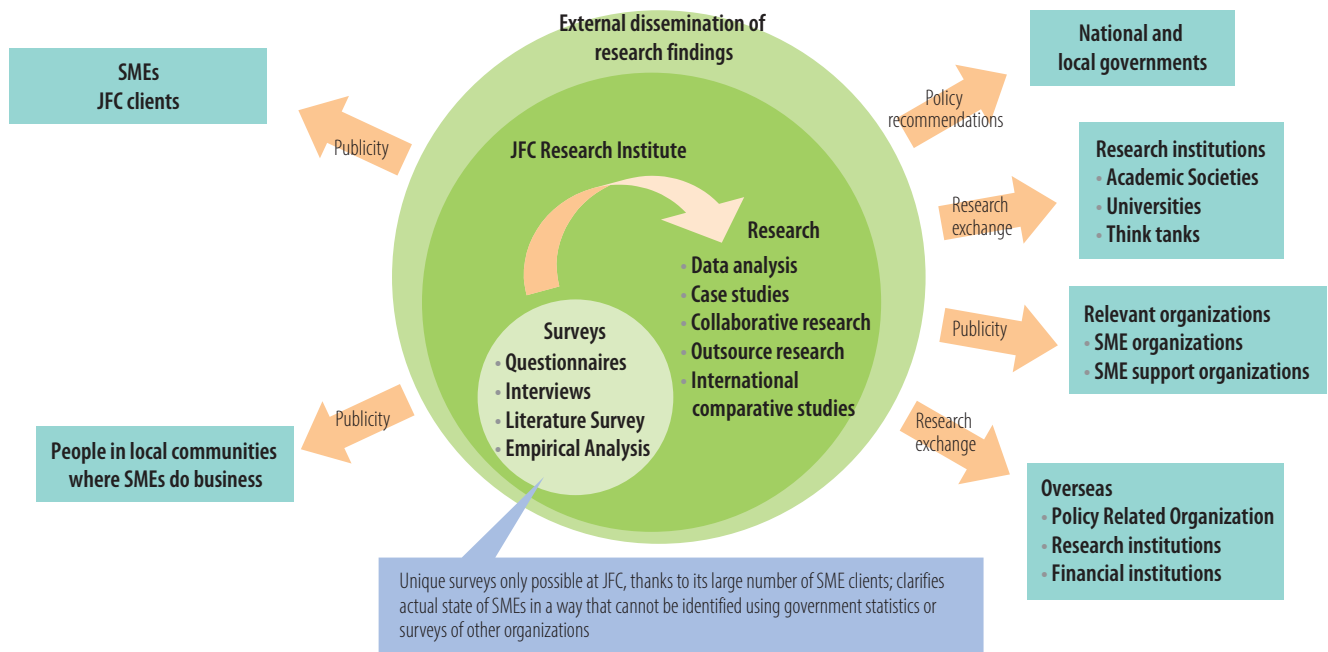 External dissemination of
research findings
SMEs
JFC clients
Publicity
People in local communities
where SMEs do business
Publicity
JFC Research Institute
Surveys
• Questionnaires
• Interviews
• Literature Survey
• Empirical Analysis
Research
• Data analysis
• Case studies
• Collaborative research
• Outsource research
• International
comparative studies
Unique surveys only possible at JFC, thanks to its large number of SME clients; clarifies
actual state of SMEs in a way that cannot be identified using government statistics or
surveys of other organizations
Policy
recommendations
National and
local governments
Research
exchange
Research institutions
• Academic Societies
• Universities
• Think tanks
Publicity
Relevant organizations
• SME organizations
• SME support organizations
Research
exchange
Overseas
• Policy Related Organization
• Research institutions
• Financial institutions